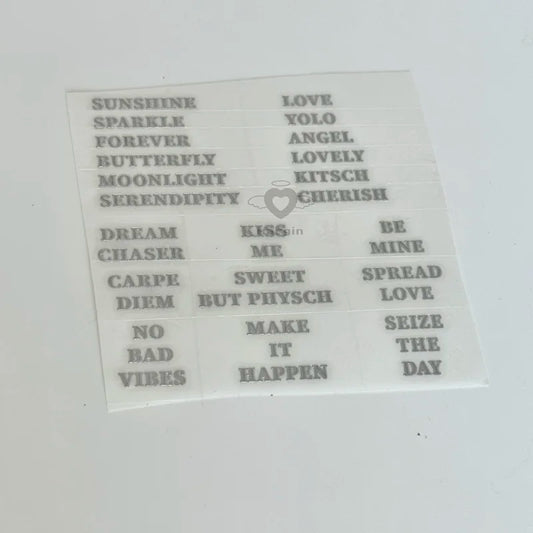 SUNSHINE LOVE
SPARKLE YOLO
FOREVER ANGEL
BUTTERFLY LOVELY
MOONLIGHT KITSCH
SERENDIPITY CHERISH
DREAM KISS BE
CHASER ME MINE
CARPE SWEET SPREAD
DIEM BUT PHYSCH LOVE
NO MAKE SEIZE
BAD IT THE
VIBES HAPPEN DAY